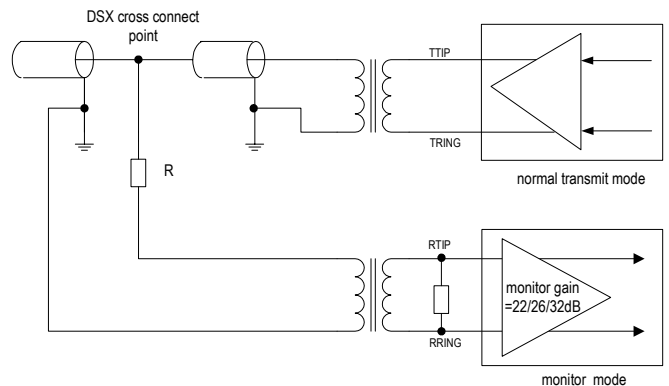 DSX cross connect
point
TTIP
TRING
normal transmit mode
R
RTIP
monitor gain
=22/26/32dB
RRING
monitor mode